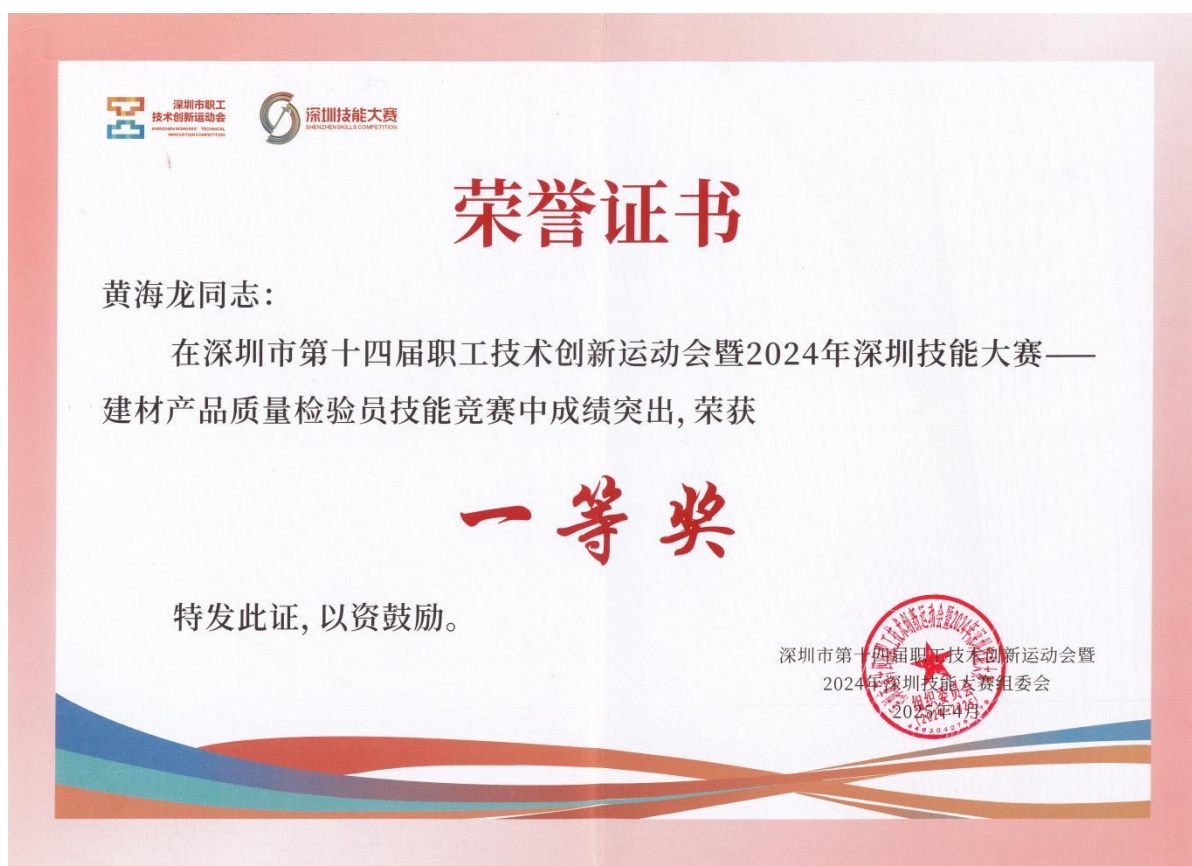 深圳市职工
技术创新运动会
SHENZHEN WORKERS' TECHNICAL
INNOVATION COMPETITION
深圳技能大赛
SHENZHEN SKILLS COMPETITION
荣誉证书
黄海龙同志：
在深圳市第十四届职工技术创新运动会暨2024年深圳技能大赛——
建材产品质量检验员技能竞赛中成绩突出，荣获
一等奖
特发此证，以资鼓励。
深圳市第十四届职工技术创新运动会暨
2024年深圳技能大赛组委会
2025年4月